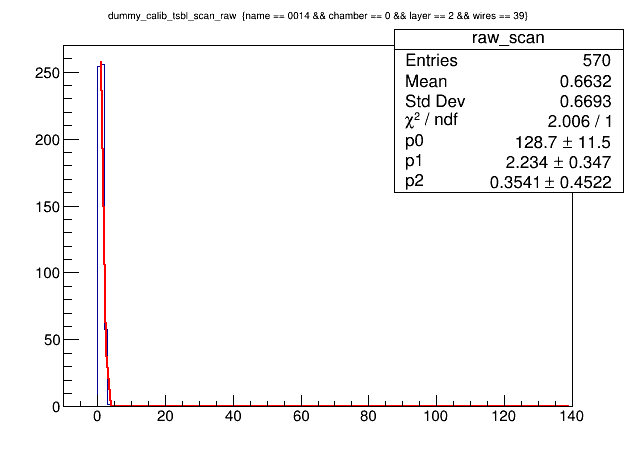 dummy_calib_tsbl_scan_raw {name == 0014 && chamber == 0 && layer == 2 && wires == 39}
raw_scan
Entries 570
Mean 0.6632
Std Dev 0.6693
χ² / ndf 2.006 / 1
p0 128.7 ± 11.5
p1 2.234 ± 0.347
p2 0.3541 ± 0.4522
250
200
150
100
50
0
0 20 40 60 80 100 120 140